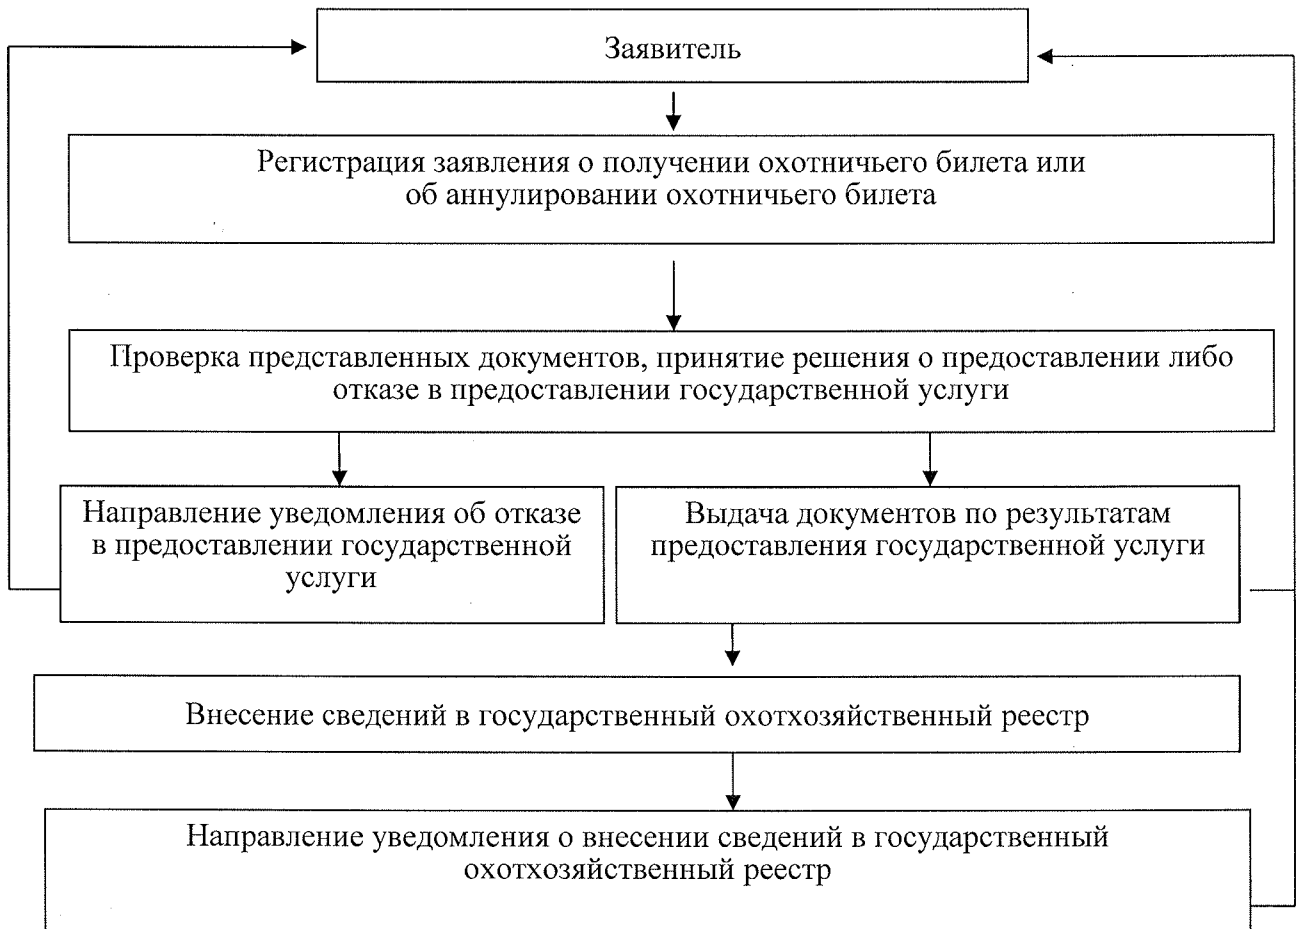 Заявитель
Регистрация заявления о получении охотничьего билета или
об аннулировании охотничьего билета
Проверка представленных документов, принятие решения о предоставлении либо
отказе в предоставлении государственной услуги
Направление уведомления об отказе
в предоставлении государственной
услуги
Выдача документов по результатам
предоставления государственной услуги
Внесение сведений в государственный охотхозяйственный реестр
Направление уведомления о внесении сведений в государственный
охотхозяйственный реестр